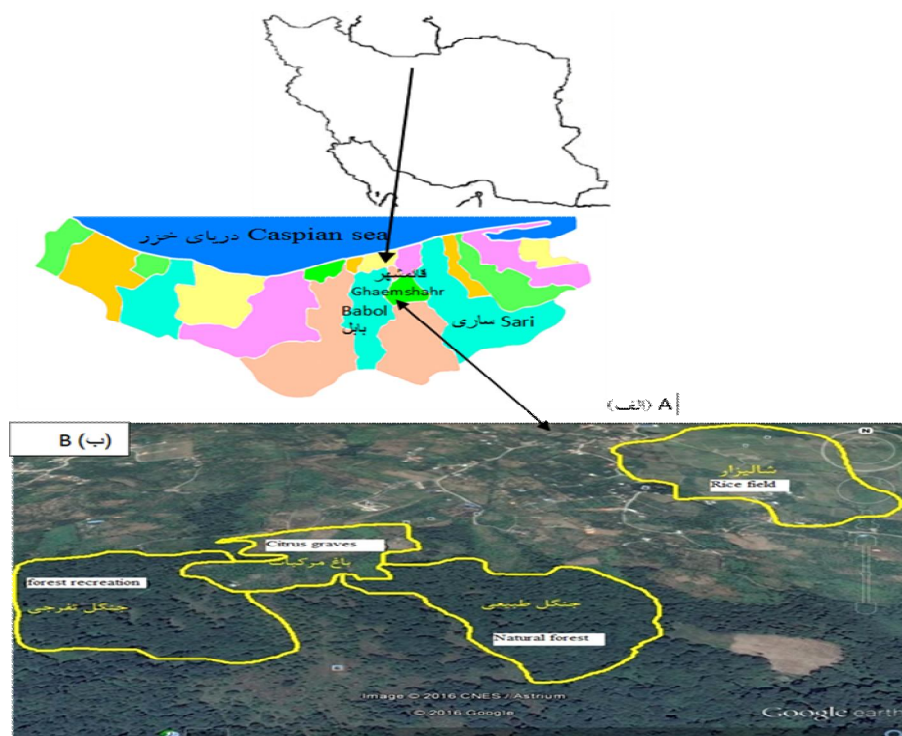 دریای خزر Caspian sea
قائمشهر
Ghaemshahr
Babol
بابل
ساری Sari
(الف) A
B (ب)
شالیزار
Rice field
Citrus graves
باغ مرکبات
forest recreation
جنگل تفرجی
جنگل طبیعی
Natural forest
N
Image © 2016 CNES / Astrium
© 2016 Google
Google earth